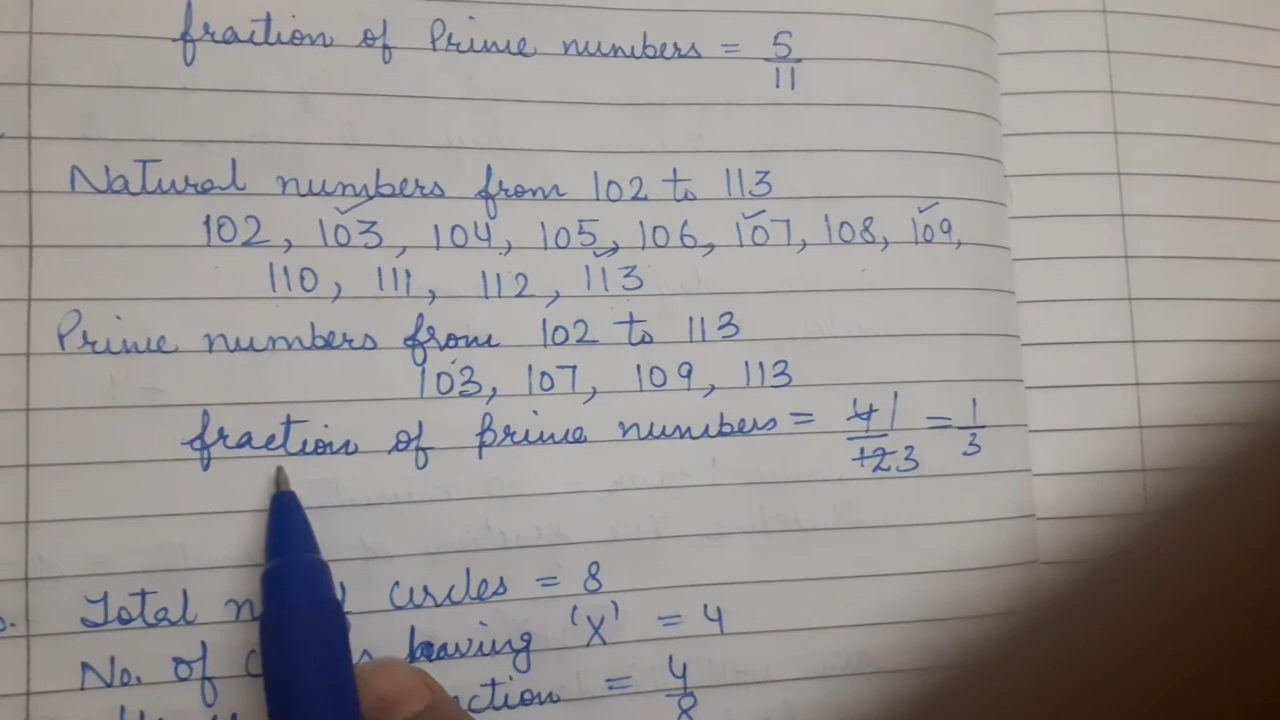 fraction of Prime numbers = 5/11
Natural numbers from 102 to 113
102, 103, 104, 105, 106, 107, 108, 109,
110, 111, 112, 113
Prime numbers from 102 to 113
103, 107, 109, 113
fraction of prime numbers = 4 1/12 3 = 1/3
Total circles = 8
No. of having 'X' = 4
= 4/8